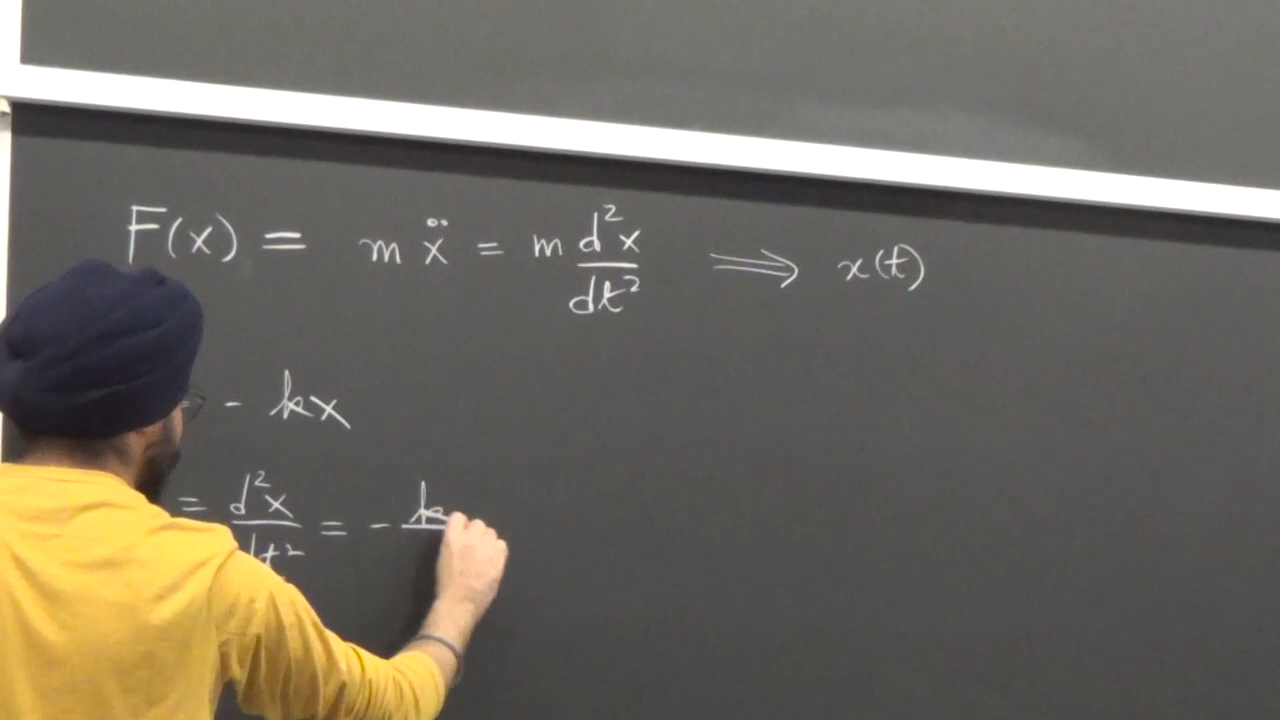 F(x) = m ẍ = m d²x/dt² ⟹ x(t)
= - kx
= d²x/dt² = - k